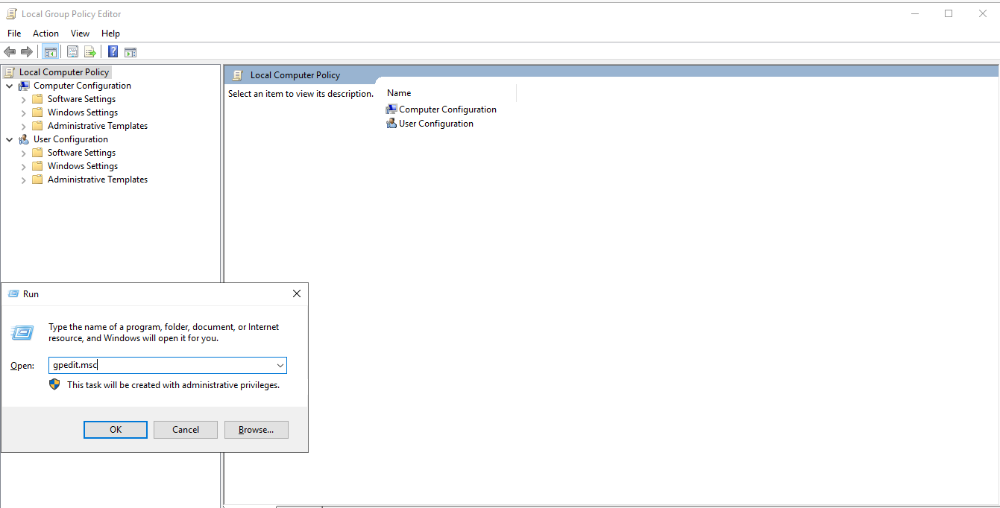 Local Group Policy Editor
File Action View Help
Local Computer Policy
Computer Configuration
Software Settings
Windows Settings
Administrative Templates
User Configuration
Software Settings
Windows Settings
Administrative Templates
Local Computer Policy
Select an item to view its description.
Name
Computer Configuration
User Configuration
Run
Type the name of a program, folder, document, or Internet
resource, and Windows will open it for you.
Open: gpedit.msc
This task will be created with administrative privileges.
OK Cancel Browse...